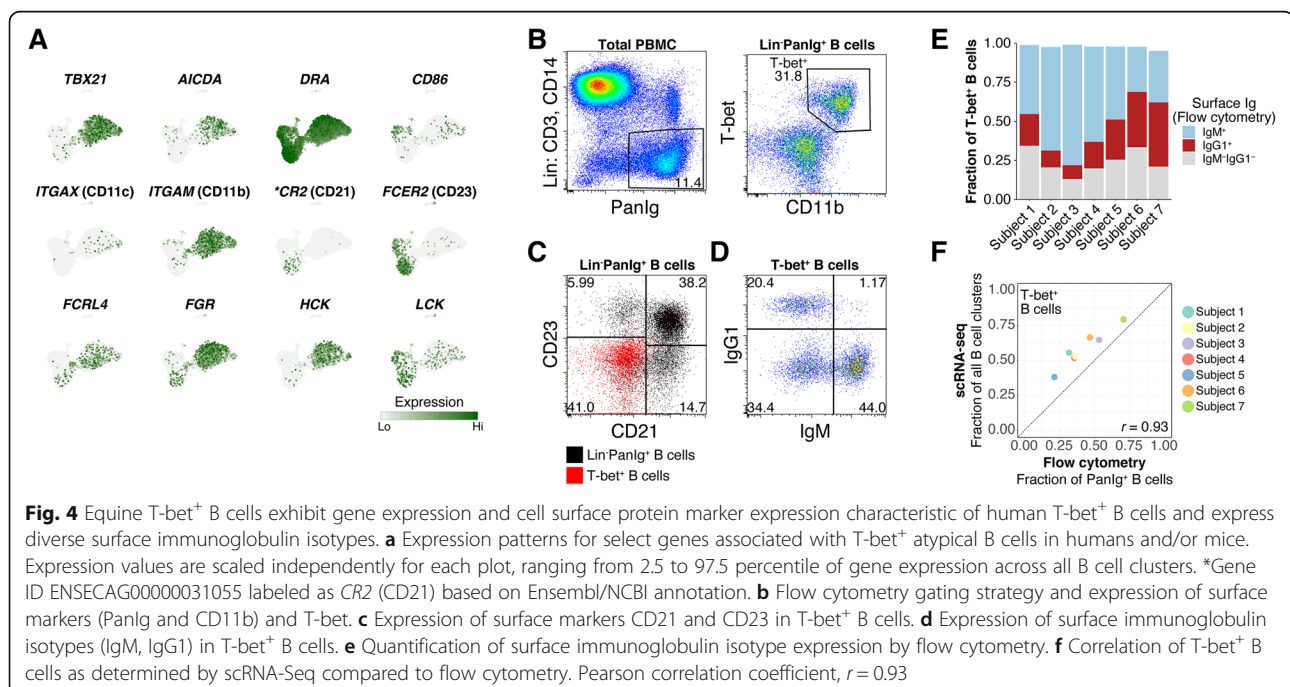 A
TBX21 AICDA DRA CD86
ITGAX (CD11c) ITGAM (CD11b) *CR2 (CD21) FCER2 (CD23)
FCRL4 FGR HCK LCK
Expression
Lo Hi
B
Total PBMC
Lin: CD3, CD14
11.4
PanIg
Lin-PanIg+ B cells
T-bet+
31.8
T-bet
CD11b
C
Lin-PanIg+ B cells
5.99 38.2
CD23
41.0 14.7
CD21
Lin-PanIg+ B cells
T-bet+ B cells
D
T-bet+ B cells
20.4 1.17
IgG1
34.4 44.0
IgM
E
Fraction of T-bet+ B cells
1.00
0.75
0.50
0.25
0.00
Subject 1
Subject 2
Subject 3
Subject 4
Subject 5
Subject 6
Subject 7
Surface Ig
(Flow cytometry)
IgM+
IgG1+
IgM-IgG1-
F
scRNA-seq
Fraction of all B cell clusters
1.00
0.75
0.50
0.25
0.00
T-bet+
B cells
r = 0.93
0.00 0.25 0.50 0.75 1.00
Flow cytometry
Fraction of PanIg+ B cells
Subject 1
Subject 2
Subject 3
Subject 4
Subject 5
Subject 6
Subject 7
Fig. 4 Equine T-bet+ B cells exhibit gene expression and cell surface protein marker expression characteristic of human T-bet+ B cells and express
diverse surface immunoglobulin isotypes. a Expression patterns for select genes associated with T-bet+ atypical B cells in humans and/or mice.
Expression values are scaled independently for each plot, ranging from 2.5 to 97.5 percentile of gene expression across all B cell clusters. *Gene
ID ENSECAG00000031055 labeled as CR2 (CD21) based on Ensembl/NCBI annotation. b Flow cytometry gating strategy and expression of surface
markers (PanIg and CD11b) and T-bet. c Expression of surface markers CD21 and CD23 in T-bet+ B cells. d Expression of surface immunoglobulin
isotypes (IgM, IgG1) in T-bet+ B cells. e Quantification of surface immunoglobulin isotype expression by flow cytometry. f Correlation of T-bet+ B
cells as determined by scRNA-Seq compared to flow cytometry. Pearson correlation coefficient, r = 0.93